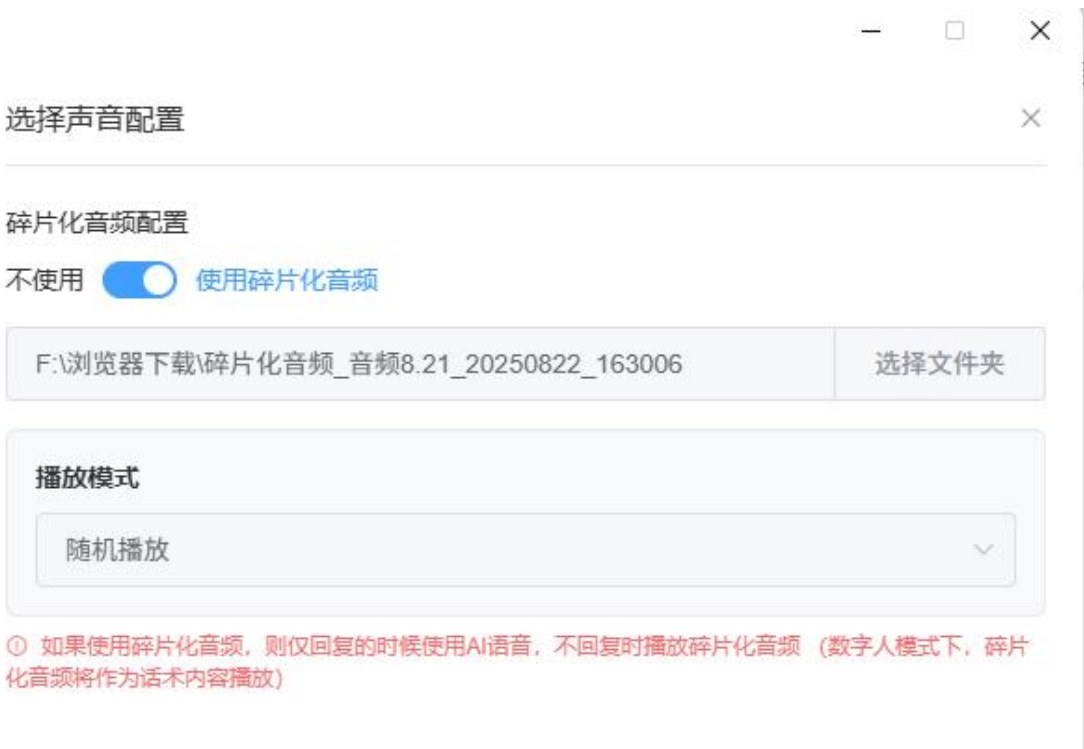 选择声音配置
碎片化音频配置
不使用 使用碎片化音频
F:\浏览器下载\碎片化音频_音频8.21_20250822_163006 选择文件夹
播放模式
随机播放
如果使用碎片化音频，则仅回复的时候使用AI语音，不回复时播放碎片化音频 （数字人模式下，碎片
化音频将作为话术内容播放）